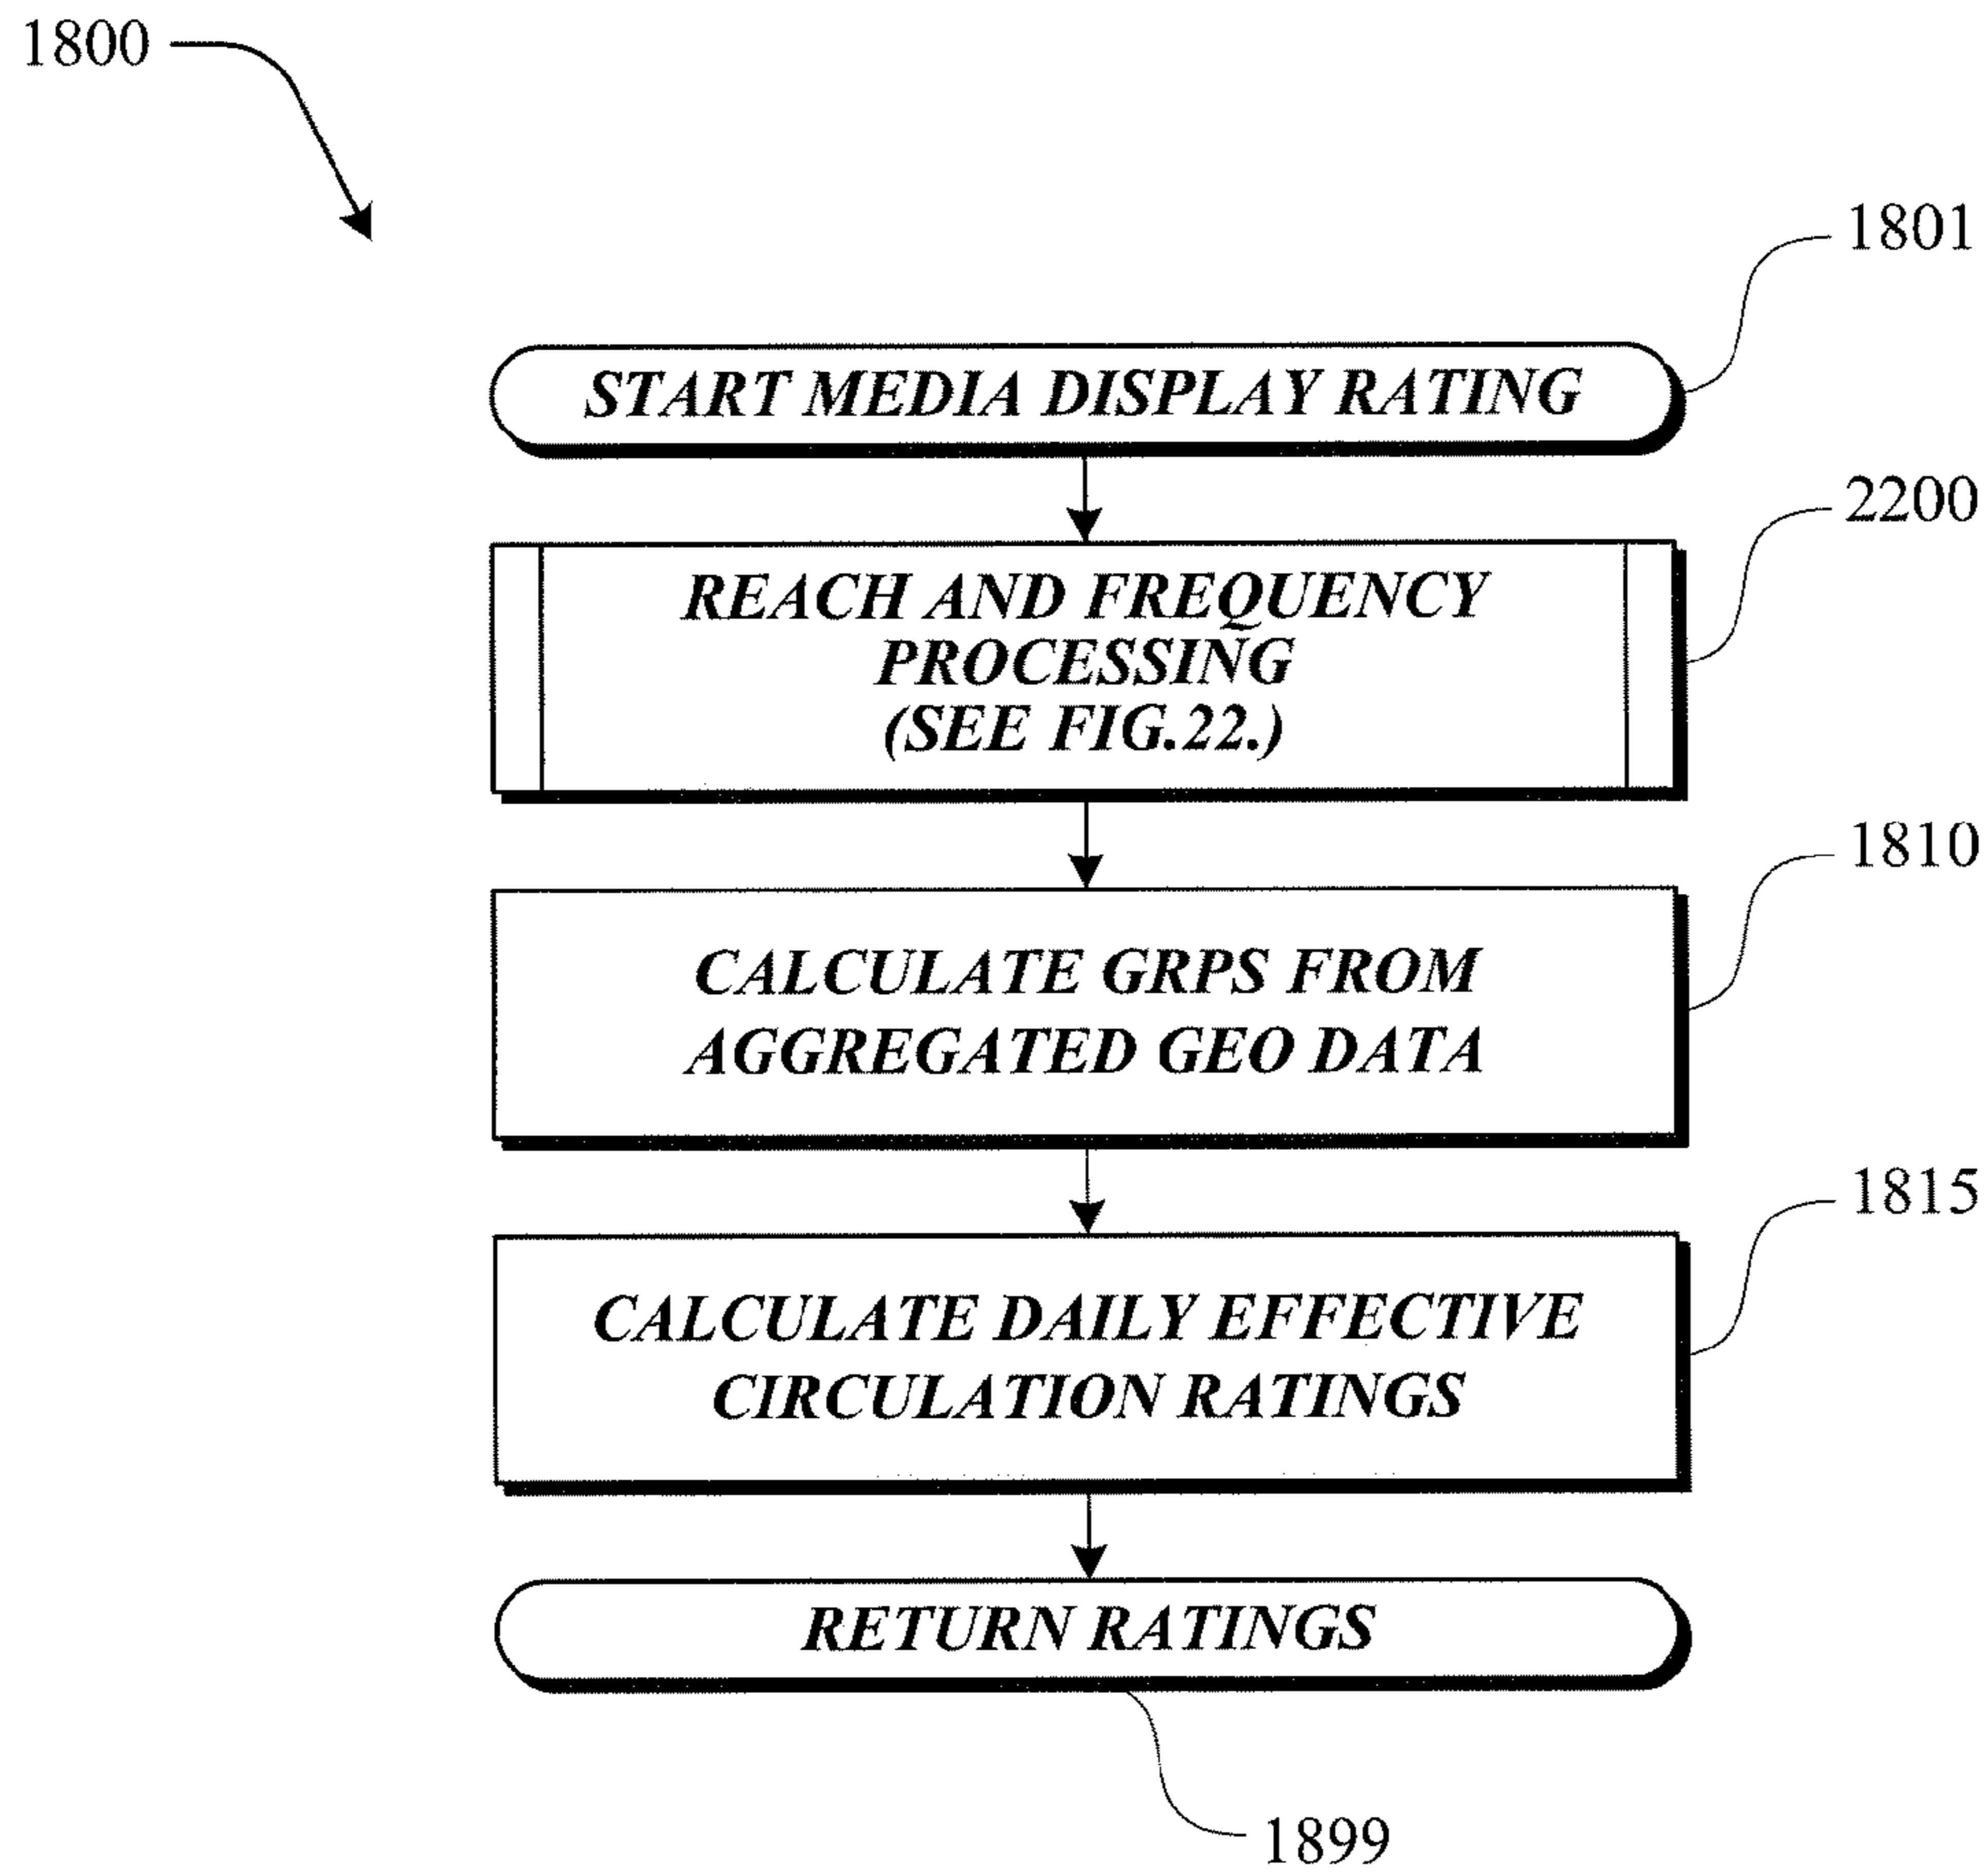 1800
1801
START MEDIA DISPLAY RATING
2200
REACH AND FREQUENCY
PROCESSING
(SEE FIG.22.)
1810
CALCULATE GRPS FROM
AGGREGATED GEO DATA
1815
CALCULATE DAILY EFFECTIVE
CIRCULATION RATINGS
RETURN RATINGS
1899